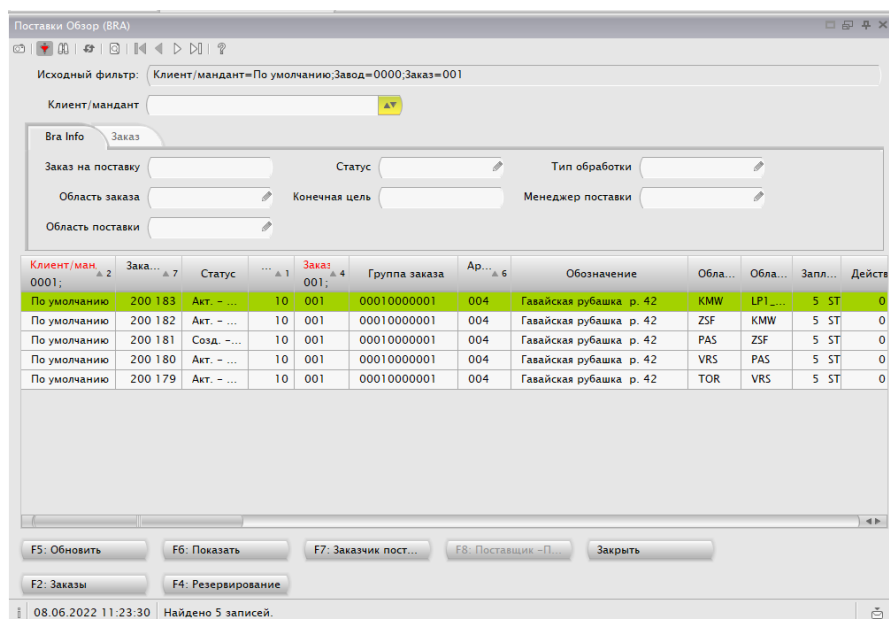 Поставки Обзор (BRA)
Исходный фильтр: Клиент/мандант=По умолчанию;Завод=0000;Заказ=001
Клиент/мандант
Bra Info Заказ
Заказ на поставку Статус Тип обработки
Область заказа Конечная цель Менеджер поставки
Область поставки
Клиент/ман. 2 Зака... 7 Статус ... 1 Заказ 4 Группа заказа Ар... 6 Обозначение Обла... Обла... Запл... Действ
0001; 001;
По умолчанию 200 183 Акт. – ... 10 001 00010000001 004 Гавайская рубашка р. 42 KMW LP1_... 5 ST 0
По умолчанию 200 182 Акт. – ... 10 001 00010000001 004 Гавайская рубашка р. 42 ZSF KMW 5 ST 0
По умолчанию 200 181 Созд. –... 10 001 00010000001 004 Гавайская рубашка р. 42 PAS ZSF 5 ST 0
По умолчанию 200 180 Акт. – ... 10 001 00010000001 004 Гавайская рубашка р. 42 VRS PAS 5 ST 0
По умолчанию 200 179 Акт. – ... 10 001 00010000001 004 Гавайская рубашка р. 42 TOR VRS 5 ST 0
F5: Обновить F6: Показать F7: Заказчик пост... F8: Поставщик –П... Закрыть
F2: Заказы F4: Резервирование
08.06.2022 11:23:30 Найдено 5 записей.